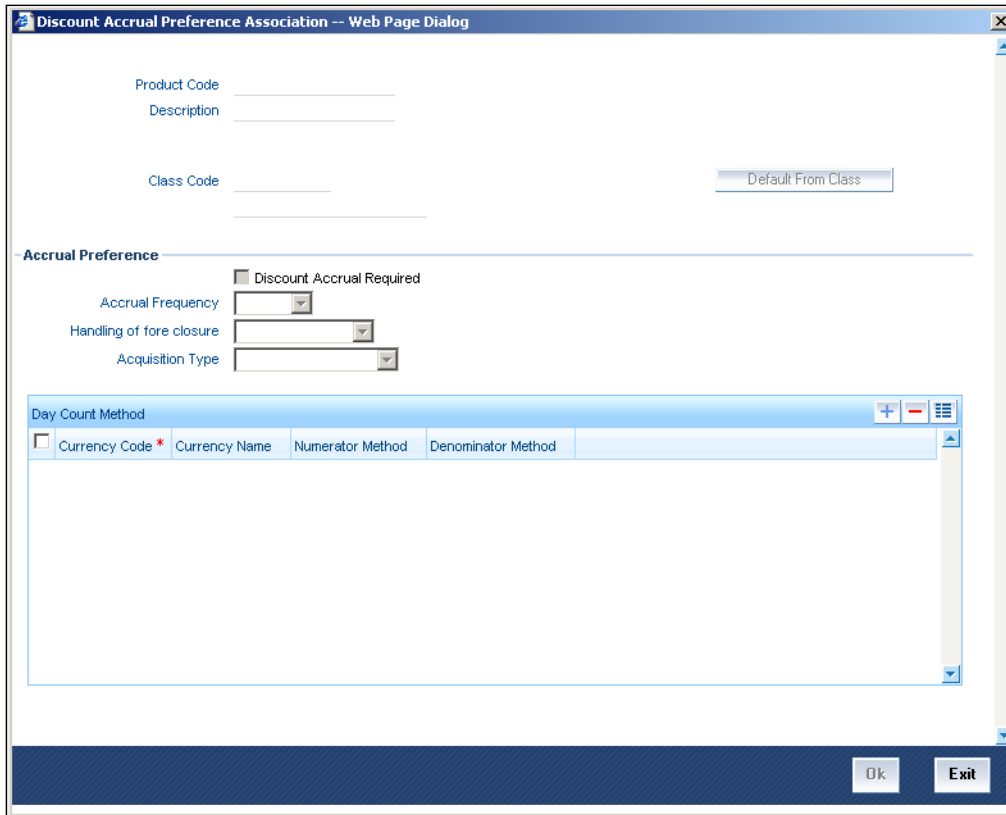 Discount Accrual Preference Association -- Web Page Dialog
Product Code
Description
Class Code
Default From Class
Accrual Preference
Discount Accrual Required
Accrual Frequency
Handling of fore closure
Acquisition Type
Day Count Method
Currency Code * Currency Name Numerator Method Denominator Method
Ok Exit